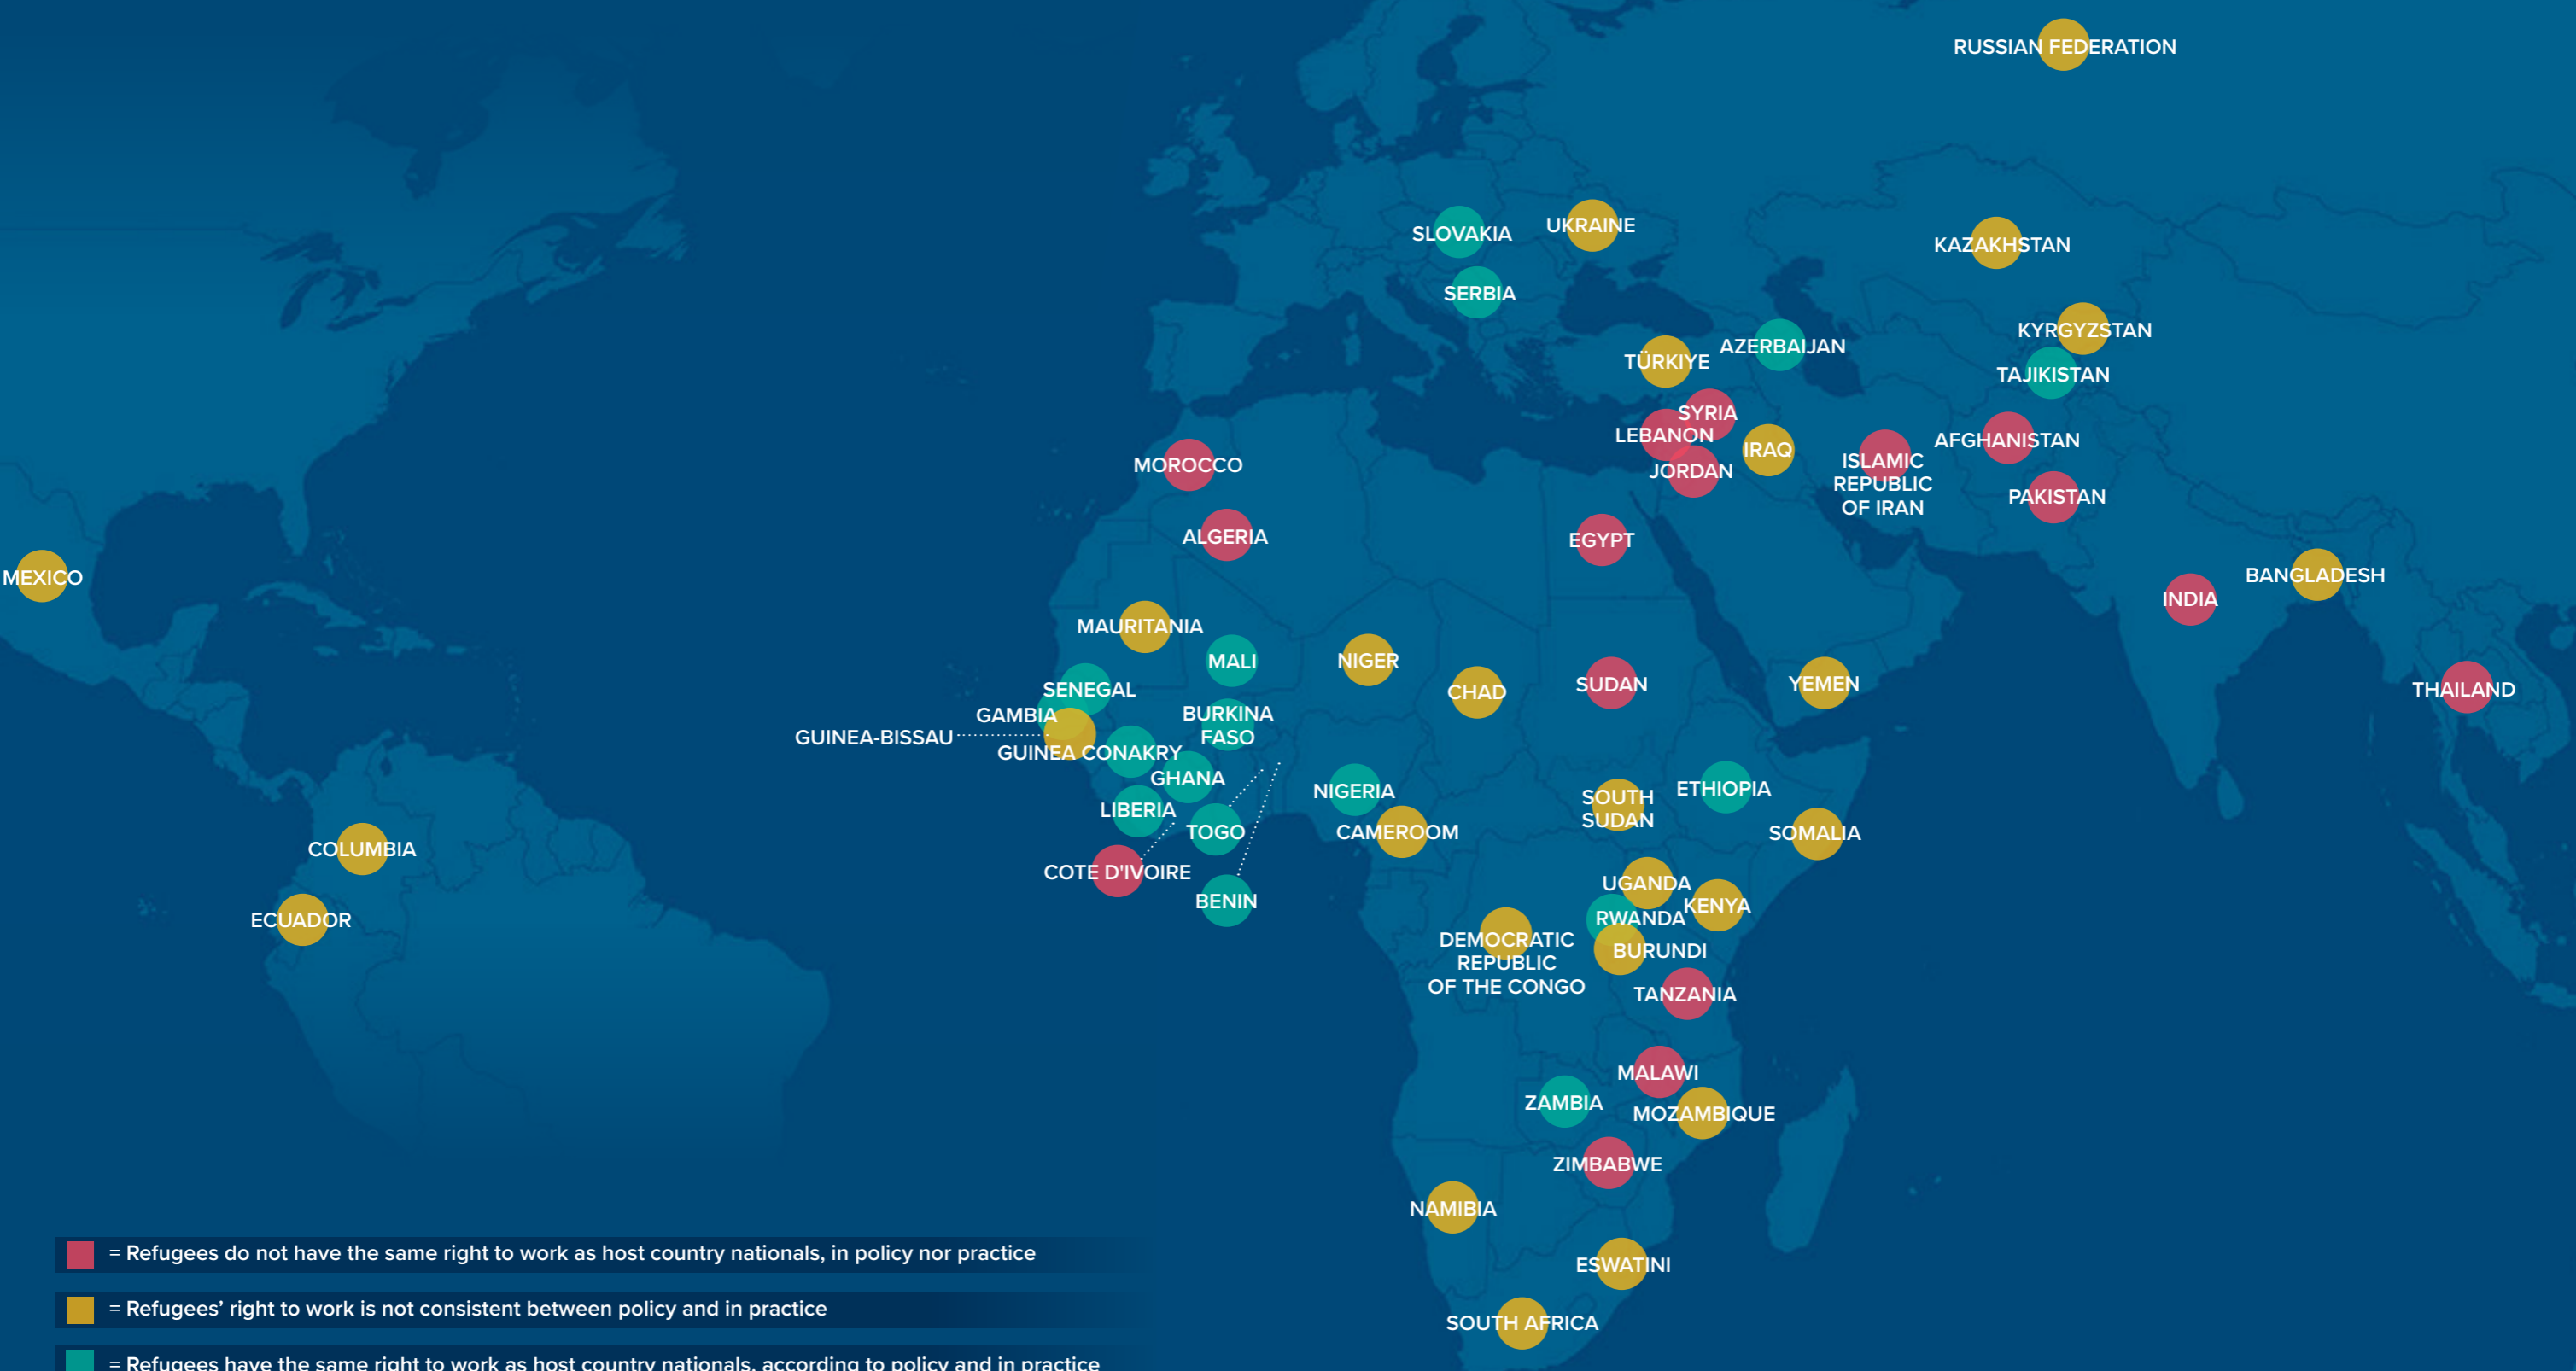 RUSSIAN FEDERATION
SLOVAKIA
UKRAINE
KAZAKHSTAN
SERBIA
KYRGYZSTAN
TÜRKIYE
AZERBAIJAN
TAJIKISTAN
SYRIA
LEBANON
IRAQ
AFGHANISTAN
MOROCCO
JORDAN
ISLAMIC
REPUBLIC
OF IRAN
PAKISTAN
ALGERIA
EGYPT
MEXICO
BANGLADESH
INDIA
MAURITANIA
MALI
NIGER
CHAD
SUDAN
YEMEN
THAILAND
SENEGAL
GAMBIA
BURKINA
FASO
GUINEA-BISSAU
GUINEA CONAKRY
GHANA
NIGERIA
SOUTH
SUDAN
ETHIOPIA
LIBERIA
TOGO
CAMEROOM
SOMALIA
COLUMBIA
COTE D'IVOIRE
BENIN
UGANDA
KENYA
ECUADOR
RWANDA
DEMOCRATIC
REPUBLIC
OF THE CONGO
BURUNDI
TANZANIA
MALAWI
ZAMBIA
MOZAMBIQUE
ZIMBABWE
NAMIBIA
ESWATINI
SOUTH AFRICA
= Refugees do not have the same right to work as host country nationals, in policy nor practice
= Refugees’ right to work is not consistent between policy and in practice
= Refugees have the same right to work as host country nationals, according to policy and in practice